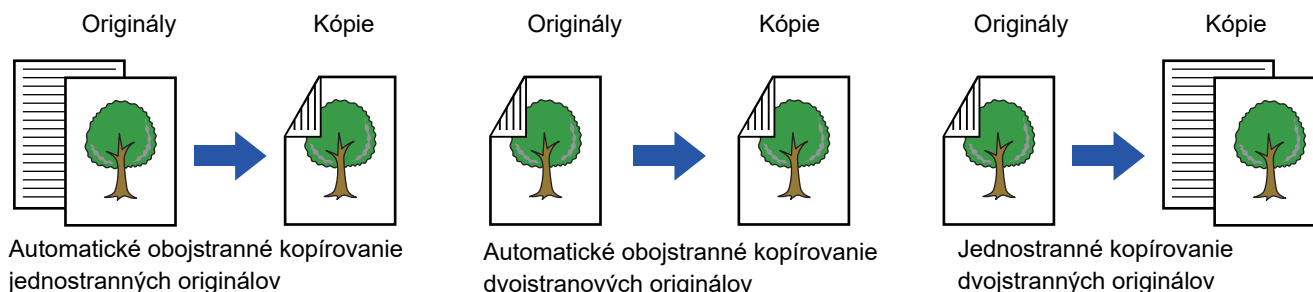 Originály
Kópie
Automatické obojstranné kopírovanie
jednostranných originálov
Originály
Kópie
Automatické obojstranné kopírovanie
dvojstranových originálov
Originály
Kópie
Jednostranné kopírovanie
dvojstranných originálov